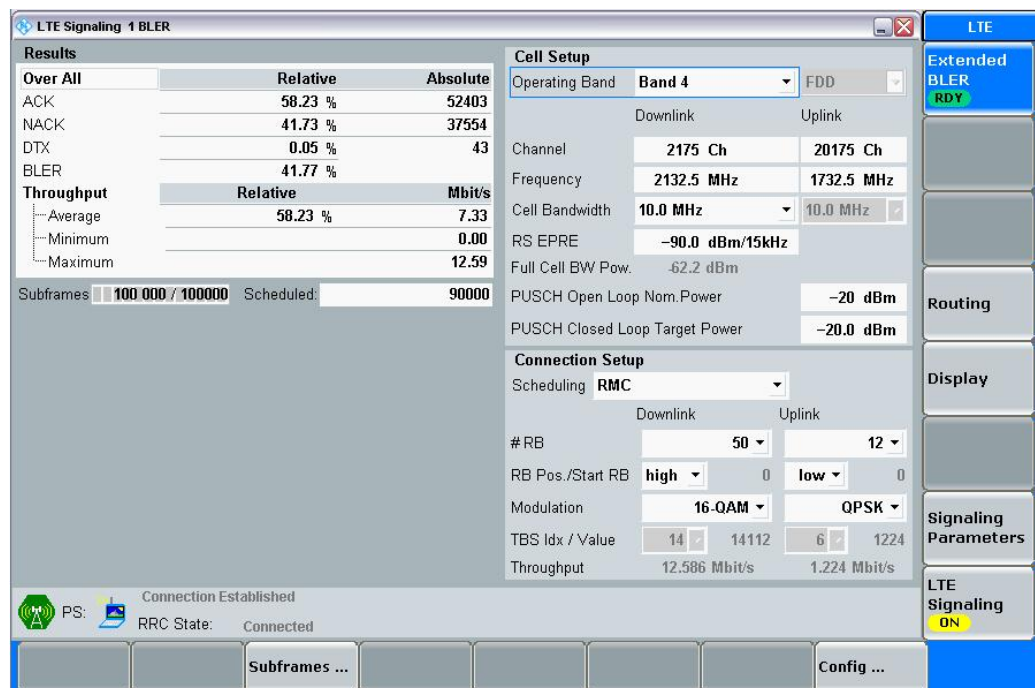 LTE Signaling 1 BLER
Results
Over All Relative Absolute
ACK 58.23 % 52403
NACK 41.73 % 37554
DTX 0.05 % 43
BLER 41.77 %
Throughput Relative Mbit/s
Average 58.23 % 7.33
Minimum 0.00
Maximum 12.59
Subframes 100 000 / 100000 Scheduled: 90000
Cell Setup
Operating Band Band 4 FDD
Downlink Uplink
Channel 2175 Ch 20175 Ch
Frequency 2132.5 MHz 1732.5 MHz
Cell Bandwidth 10.0 MHz 10.0 MHz
RS EPRE −90.0 dBm/15kHz
Full Cell BW Pow. -62.2 dBm
PUSCH Open Loop Nom.Power −20 dBm
PUSCH Closed Loop Target Power −20.0 dBm
Connection Setup
Scheduling RMC
Downlink Uplink
# RB 50 12
RB Pos./Start RB high 0 low 0
Modulation 16-QAM QPSK
TBS Idx / Value 14 14112 6 1224
Throughput 12.586 Mbit/s 1.224 Mbit/s
PS: Connection Established
RRC State: Connected
Subframes ... Config ...
LTE
Extended
BLER
RDY
Routing
Display
Signaling
Parameters
LTE
Signaling
ON